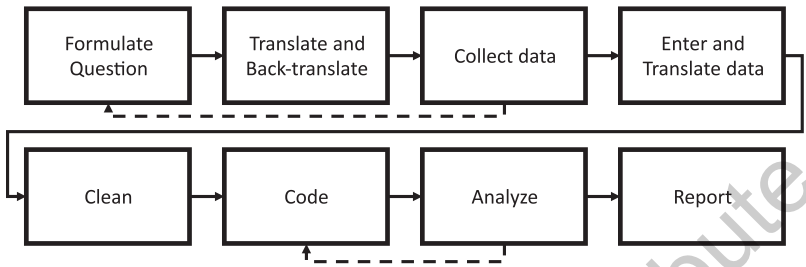 Formulate
Question
Translate and
Back-translate
Collect data
Enter and
Translate data
Clean
Code
Analyze
Report